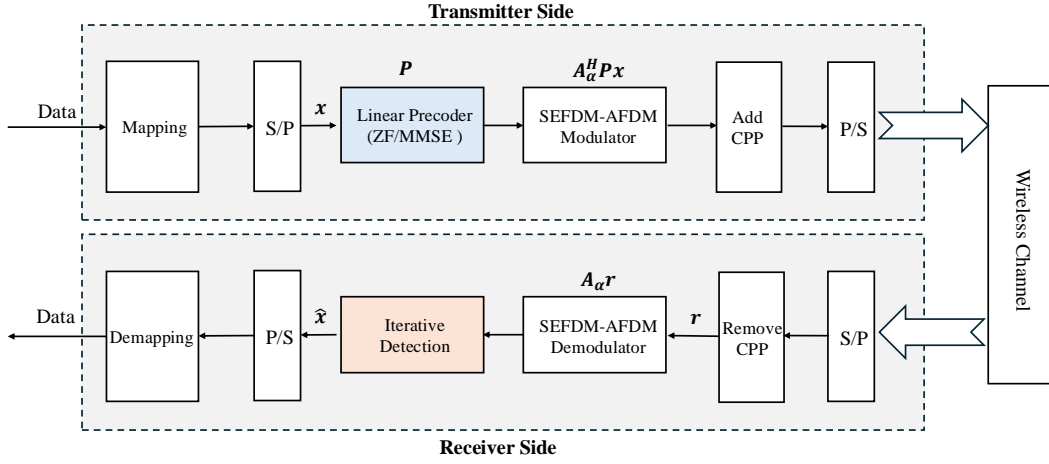 Transmitter Side
Data
Mapping
S/P
x
P
Linear Precoder
(ZF/MMSE )
A_α^H Px
SEFDM-AFDM
Modulator
Add
CPP
P/S
Wireless Channel
Data
Demapping
P/S
x̂
Iterative
Detection
A_α r
SEFDM-AFDM
Demodulator
r
Remove
CPP
S/P
Receiver Side